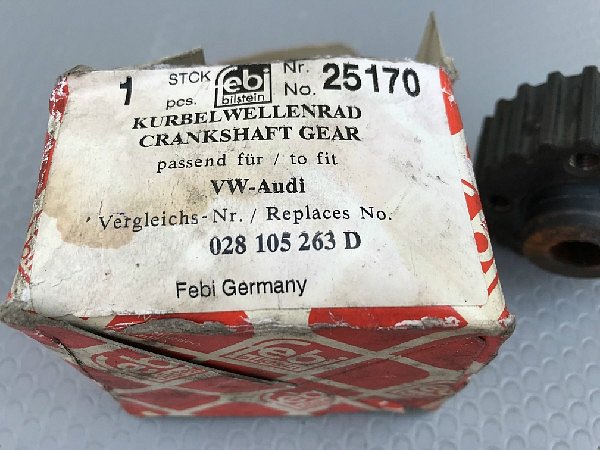 1 STCK pcs. febi bilstein Nr. No. 25170
KURBELWELLENRAD
CRANKSHAFT GEAR
passend für / to fit
VW-Audi
Vergleichs-Nr. / Replaces No.
028 105 263 D
Febi Germany
febi